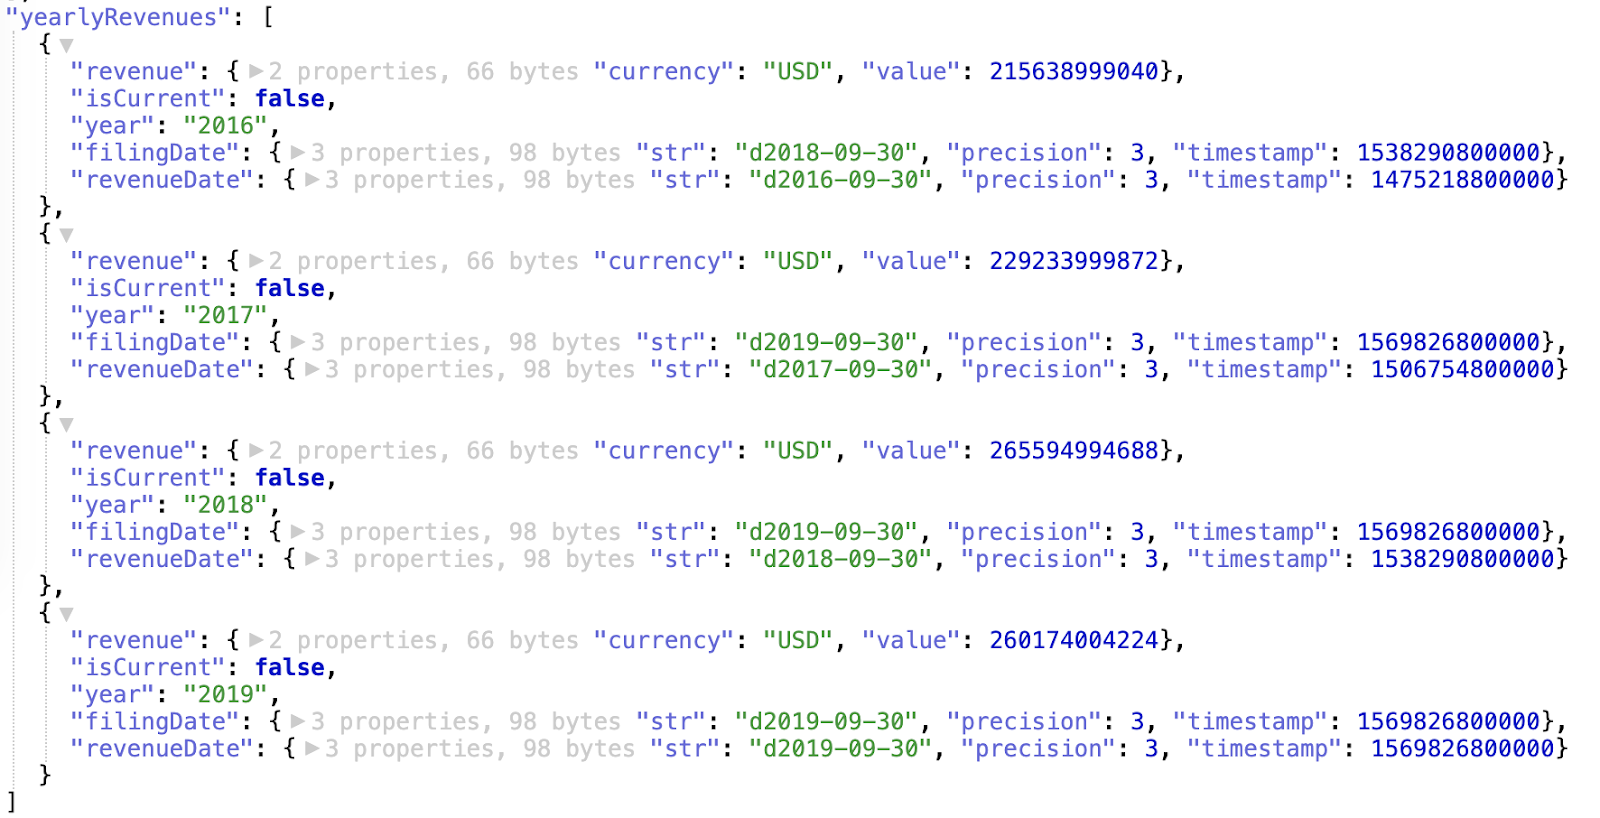 "yearlyRevenues": [
{ ▼
"revenue": { ▶2 properties, 66 bytes "currency": "USD", "value": 215638999040},
"isCurrent": false,
"year": "2016",
"filingDate": { ▶3 properties, 98 bytes "str": "d2018-09-30", "precision": 3, "timestamp": 1538290800000},
"revenueDate": { ▶3 properties, 98 bytes "str": "d2016-09-30", "precision": 3, "timestamp": 1475218800000}
},
{ ▼
"revenue": { ▶2 properties, 66 bytes "currency": "USD", "value": 229233999872},
"isCurrent": false,
"year": "2017",
"filingDate": { ▶3 properties, 98 bytes "str": "d2019-09-30", "precision": 3, "timestamp": 1569826800000},
"revenueDate": { ▶3 properties, 98 bytes "str": "d2017-09-30", "precision": 3, "timestamp": 1506754800000}
},
{ ▼
"revenue": { ▶2 properties, 66 bytes "currency": "USD", "value": 265594994688},
"isCurrent": false,
"year": "2018",
"filingDate": { ▶3 properties, 98 bytes "str": "d2019-09-30", "precision": 3, "timestamp": 1569826800000},
"revenueDate": { ▶3 properties, 98 bytes "str": "d2018-09-30", "precision": 3, "timestamp": 1538290800000}
},
{ ▼
"revenue": { ▶2 properties, 66 bytes "currency": "USD", "value": 260174004224},
"isCurrent": false,
"year": "2019",
"filingDate": { ▶3 properties, 98 bytes "str": "d2019-09-30", "precision": 3, "timestamp": 1569826800000},
"revenueDate": { ▶3 properties, 98 bytes "str": "d2019-09-30", "precision": 3, "timestamp": 1569826800000}
}
]